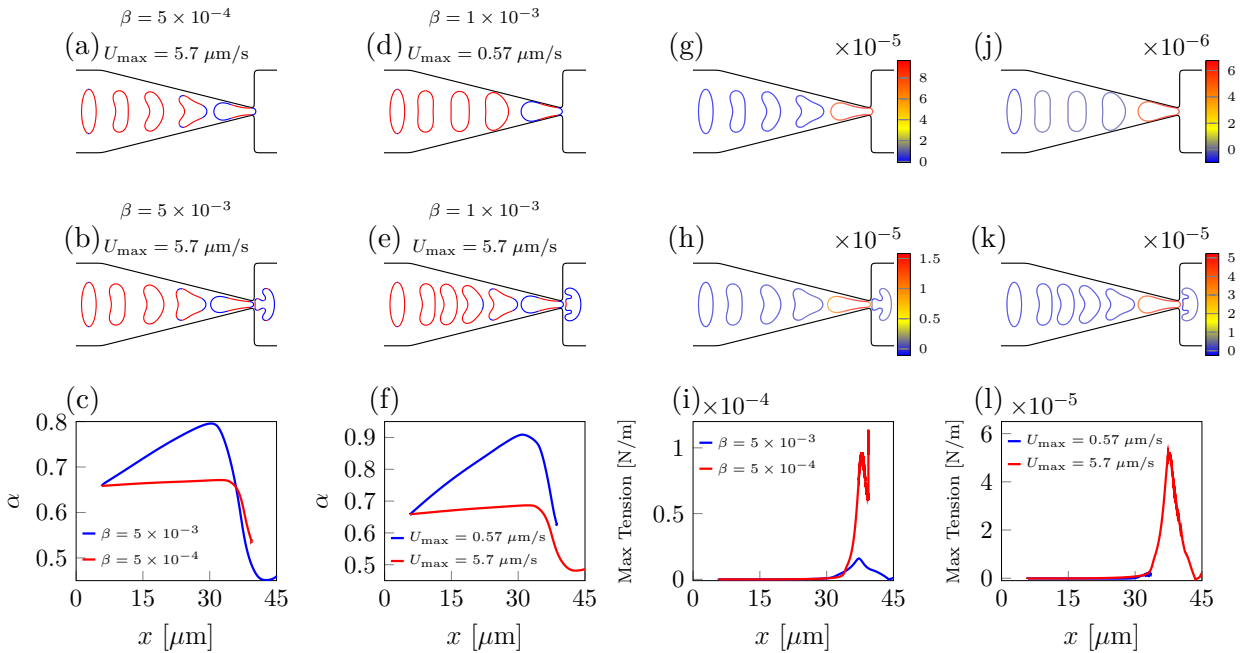 β = 5 × 10⁻⁴
(a) U_max = 5.7 μm/s
β = 1 × 10⁻³
(d) U_max = 0.57 μm/s
(g) ×10⁻⁵
8
6
4
2
0
(j) ×10⁻⁶
6
4
2
0
β = 5 × 10⁻³
(b) U_max = 5.7 μm/s
β = 1 × 10⁻³
(e) U_max = 5.7 μm/s
(h) ×10⁻⁵
1.5
1
0.5
0
(k) ×10⁻⁵
5
4
3
2
1
0
(c)
0.8
0.7
0.6
0.5
α
β = 5 × 10⁻³
β = 5 × 10⁻⁴
0 15 30 45
x [μm]
(f)
0.9
0.8
0.7
0.6
0.5
α
U_max = 0.57 μm/s
U_max = 5.7 μm/s
0 15 30 45
x [μm]
(i) ×10⁻⁴
1
0.5
0
Max Tension [N/m]
β = 5 × 10⁻³
β = 5 × 10⁻⁴
0 15 30 45
x [μm]
(l) ×10⁻⁵
6
4
2
0
Max Tension [N/m]
U_max = 0.57 μm/s
U_max = 5.7 μm/s
0 15 30 45
x [μm]